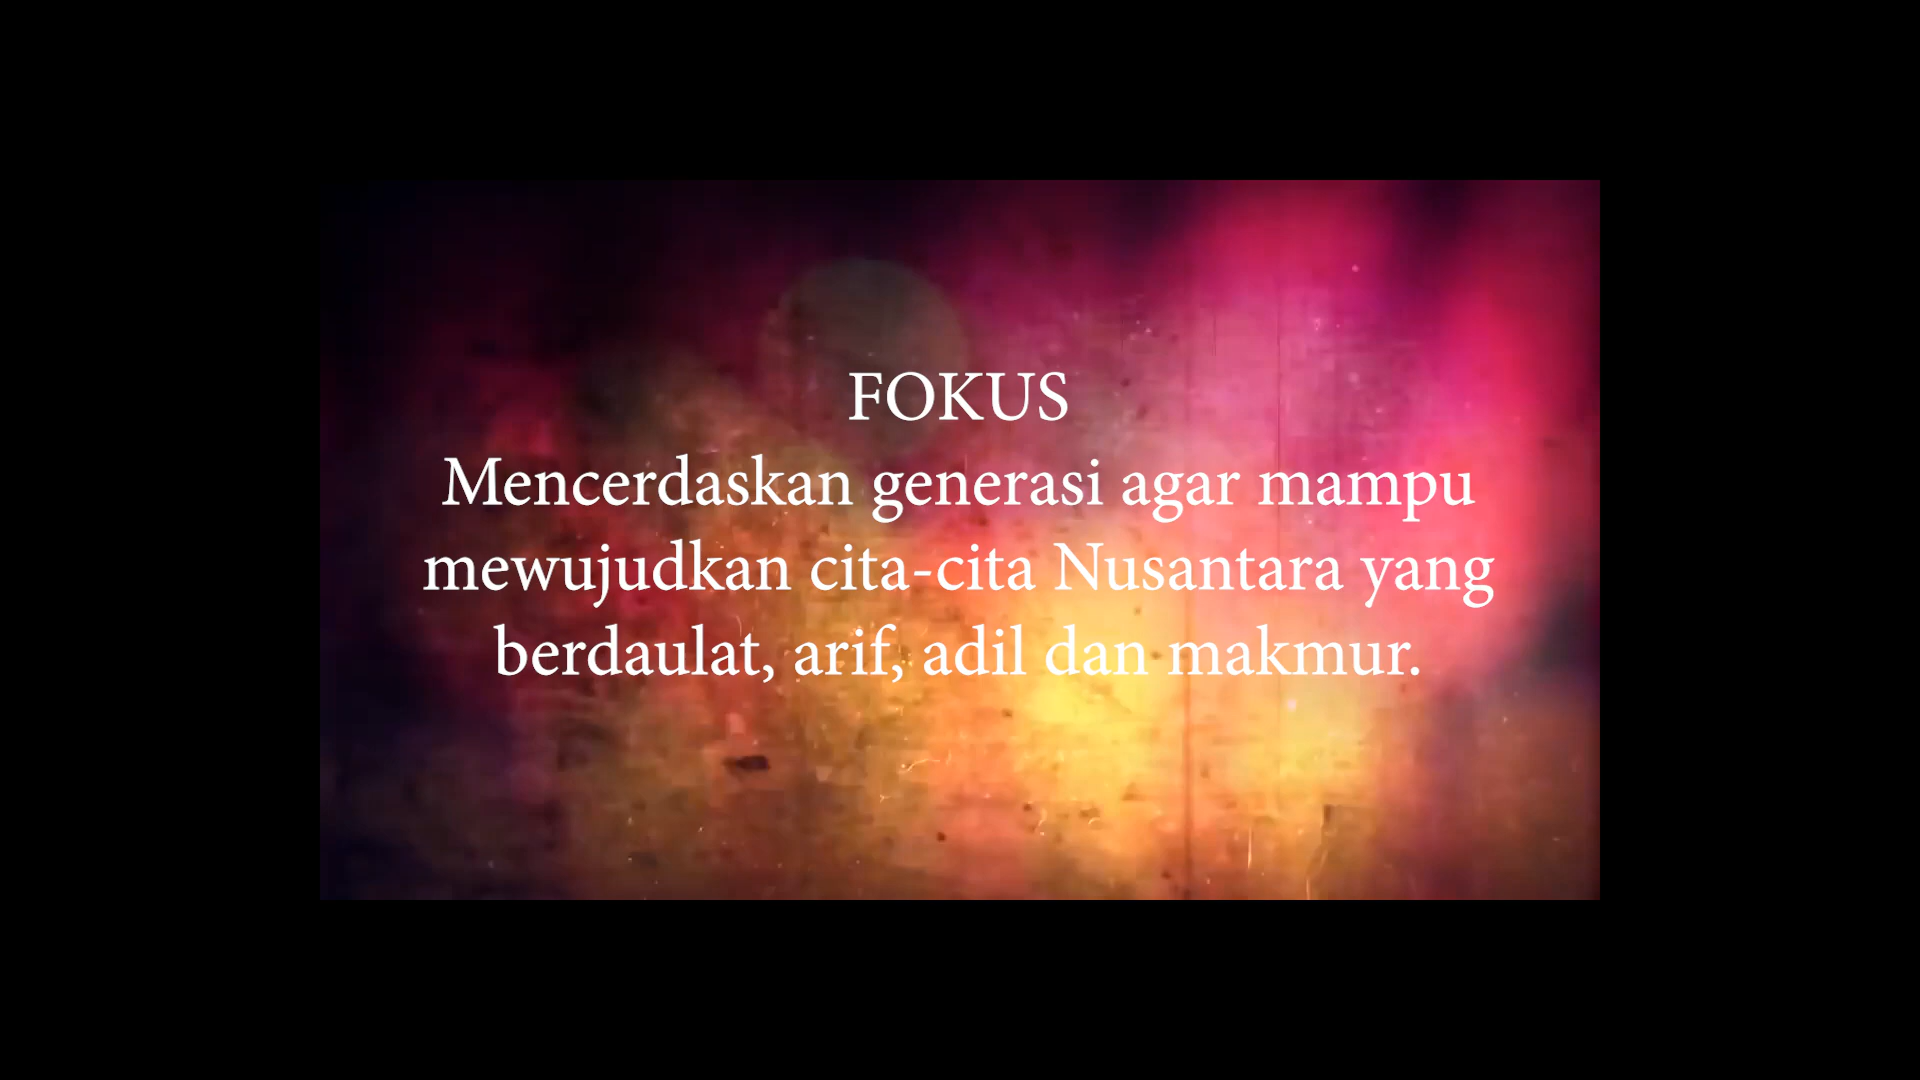 FOKUS
Mencerdaskan generasi agar mampu
mewujudkan cita-cita Nusantara yang
berdaulat, arif, adil dan makmur.